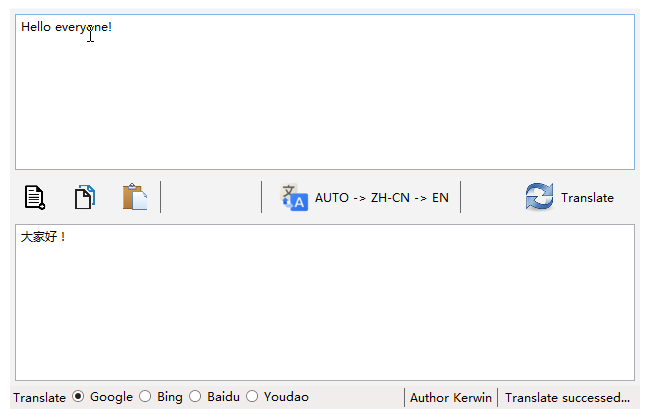 Hello everyone!
文 A AUTO -> ZH-CN -> EN Translate
大家好！
Translate Google Bing Baidu Youdao Author Kerwin Translate successed...